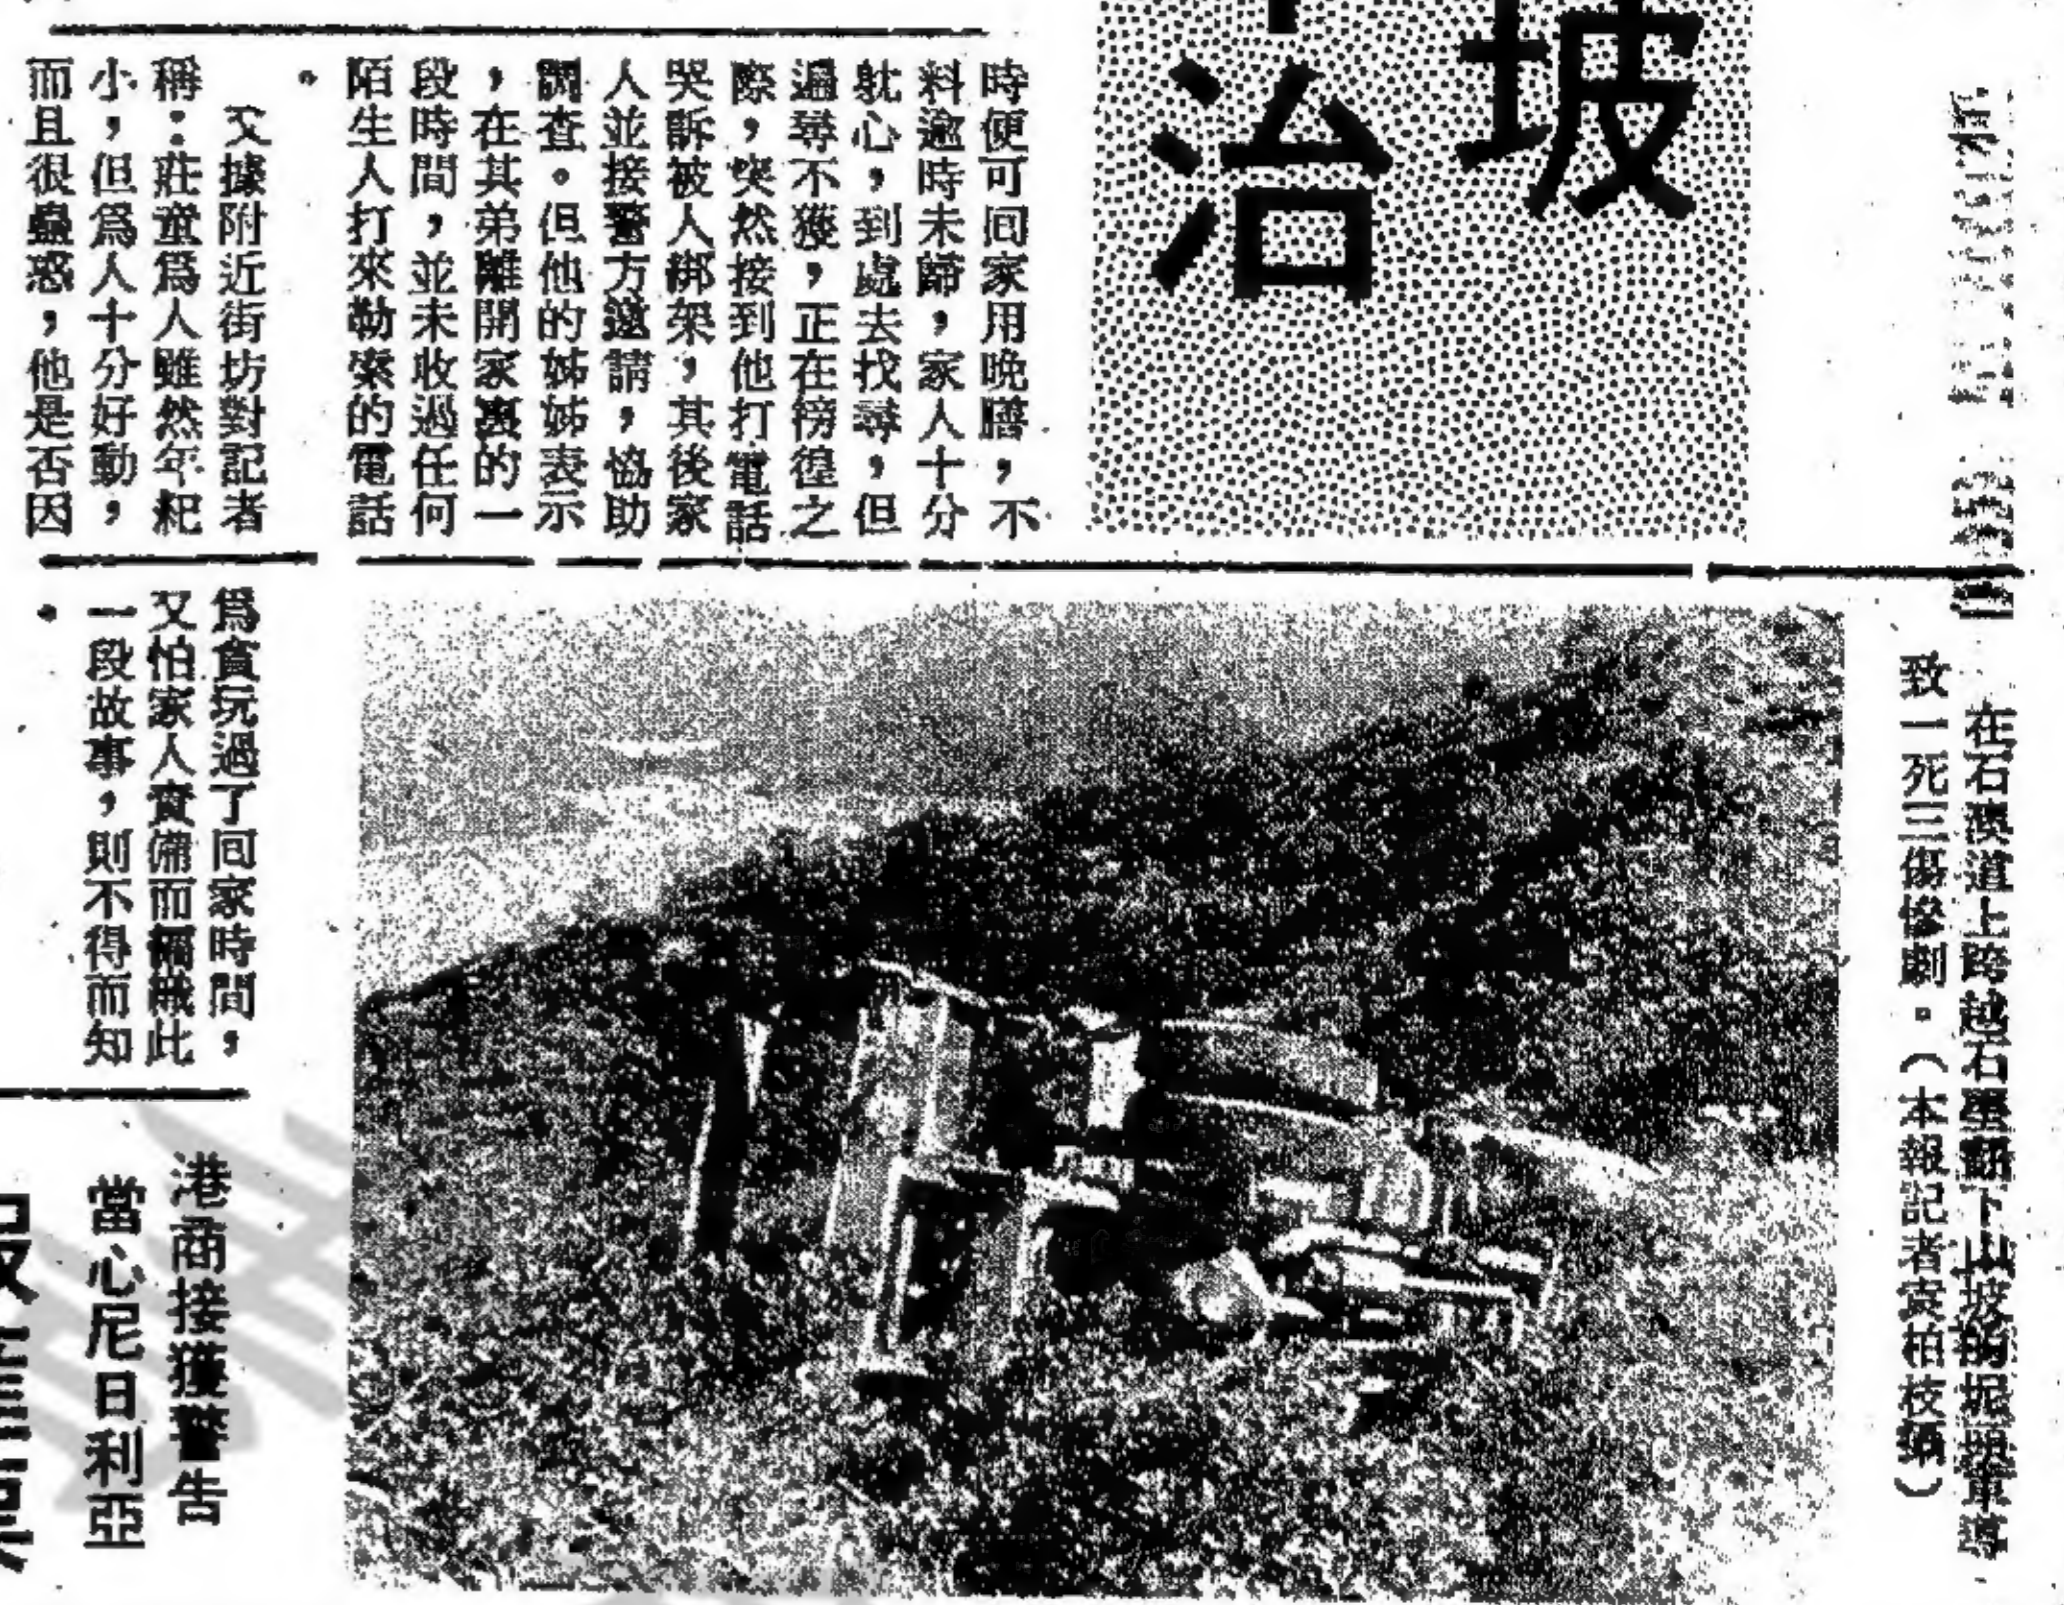 坡
治
時便可囘家用晚膳，不
料逾時未歸，家人十分
躭心，到處去找尋，但
遍尋不獲，正在徬徨之
際，突然接到他打電話
哭訴被人綁架，其後家
人並接警方邀請，協助
調查。但他的姊姊表示
，在其弟離開家裏的一
段時間，並未收過任何
陌生人打來勒索的電話
。
又據附近街坊對記者
稱：莊童爲人雖然年紀
小，但爲人十分好動，
而且很蠱惑，他是否因
爲貪玩過了囘家時間，
又怕家人責備而編此
一段故事，則不得而知
。
在石澳道上跨越石壆翻下山坡的車導
致一死三傷慘劇。（本報記者袁柏枝攝）
港商接獲警告
當心尼日利亞